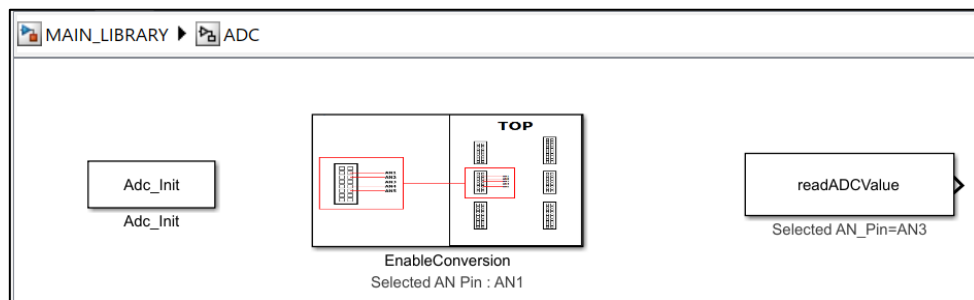 MAIN_LIBRARY ADC
TOP
Adc_Init
Adc_Init
EnableConversion
Selected AN Pin : AN1
readADCValue
Selected AN_Pin=AN3